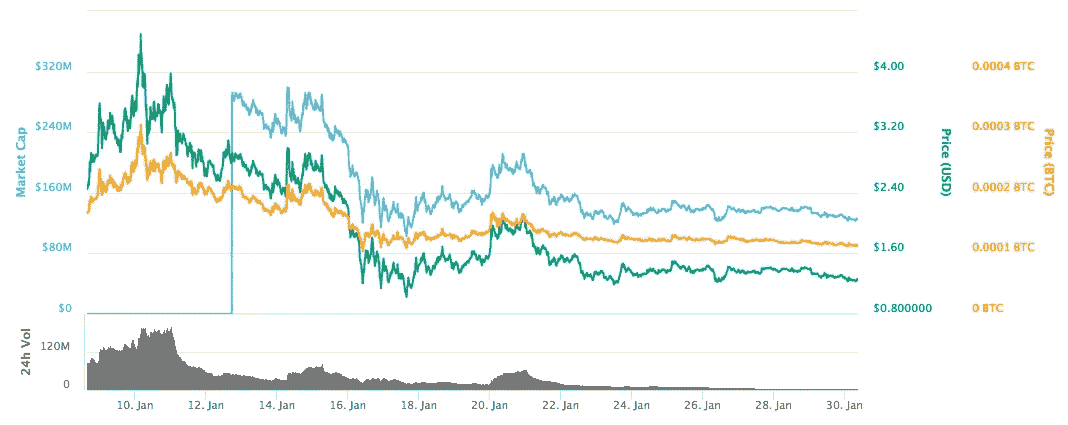 Market Cap
$320M
$240M
$160M
$80M
$0
$4.00
$3.20
$2.40
$1.60
$0.800000
Price (USD)
0.0004 BTC
0.0003 BTC
0.0002 BTC
0.0001 BTC
0 BTC
Price (BTC)
24h Vol
120M
0
10. Jan 12. Jan 14. Jan 16. Jan 18. Jan 20. Jan 22. Jan 24. Jan 26. Jan 28. Jan 30. Jan